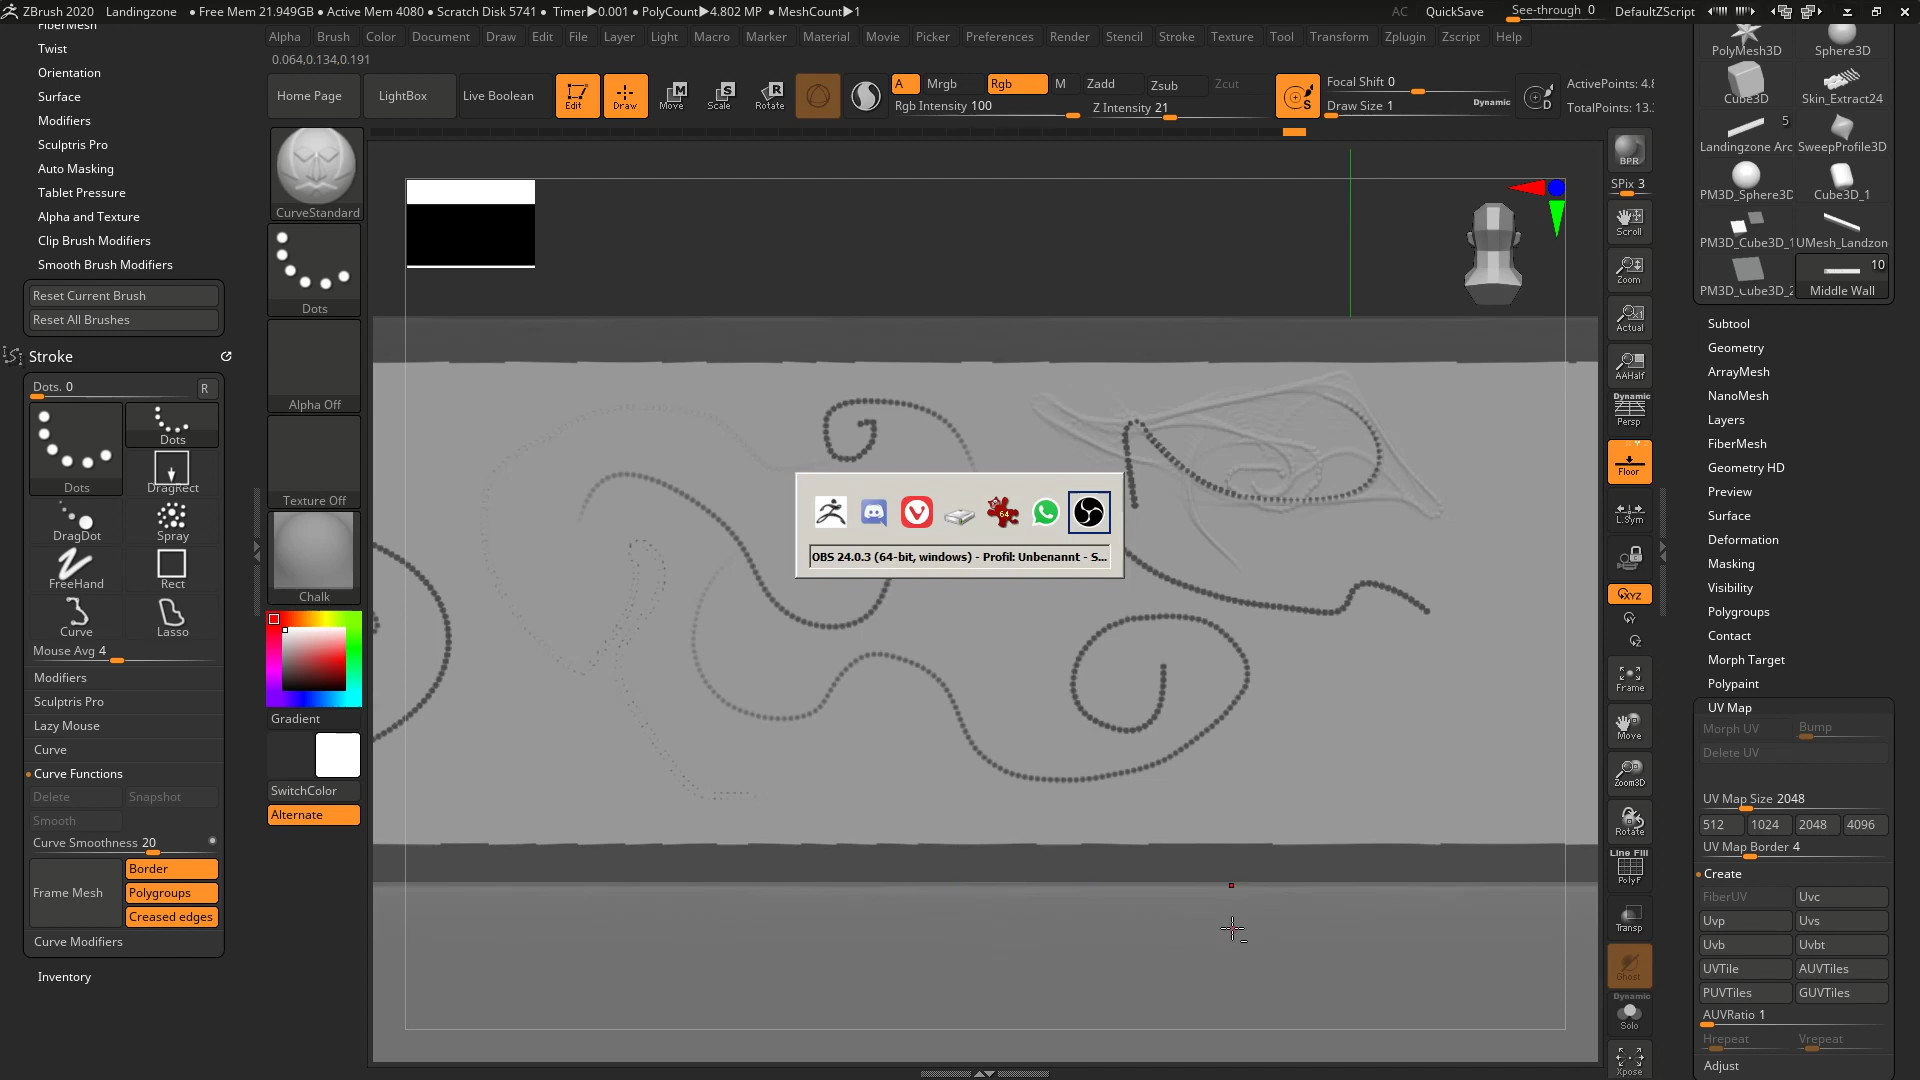 ZBrush 2020 Landingzone • Free Mem 21.949GB • Active Mem 4080 • Scratch Disk 5741 • Timer▶0.001 • PolyCount▶4.802 MP • MeshCount▶1 AC QuickSave See-through 0 DefaultZScript
Alpha Brush Color Document Draw Edit File Layer Light Macro Marker Material Movie Picker Preferences Render Stencil Stroke Texture Tool Transform Zplugin Zscript Help
0.064,0.134,0.191
Home Page LightBox Live Boolean Edit Draw Move Scale Rotate
A Mrgb Rgb M Zadd Zsub Zcut
Rgb Intensity 100 Z Intensity 21
S Focal Shift 0
Draw Size 1 Dynamic
D ActivePoints: 4.8
TotalPoints: 13.
FiberMesh
Twist
Orientation
Surface
Modifiers
Sculptris Pro
Auto Masking
Tablet Pressure
Alpha and Texture
Clip Brush Modifiers
Smooth Brush Modifiers
Reset Current Brush
Reset All Brushes
Stroke
Dots. 0 R
Dots Dots
DragRect
DragDot Spray
FreeHand Rect
Curve Lasso
Mouse Avg 4
Modifiers
Sculptris Pro
Lazy Mouse
Curve
Curve Functions
Delete Snapshot
Smooth
Curve Smoothness 20
Frame Mesh Border
Polygroups
Creased edges
Curve Modifiers
Inventory
CurveStandard
Dots
Alpha Off
Texture Off
Chalk
Gradient
SwitchColor
Alternate
64
OBS 24.0.3 (64-bit, windows) - Profil: Unbenannt - S...
BPR
SPix 3
Scroll
Zoom
Actual
AAHalf
Dynamic
Persp
Floor
L.Sym
XYZ
Y
Z
Frame
Move
Zoom3D
Rotate
Line Fill
PolyF
Transp
Ghost
Dynamic
Solo
Xpose
PolyMesh3D Sphere3D
Cube3D Skin_Extract24
5
Landingzone Arc SweepProfile3D
PM3D_Sphere3D Cube3D_1
PM3D_Cube3D_1 UMesh_Landzon
10
PM3D_Cube3D_2 Middle Wall
Subtool
Geometry
ArrayMesh
NanoMesh
Layers
FiberMesh
Geometry HD
Preview
Surface
Deformation
Masking
Visibility
Polygroups
Contact
Morph Target
Polypaint
UV Map
Morph UV Bump
Delete UV
UV Map Size 2048
512 1024 2048 4096
UV Map Border 4
Create
FiberUV Uvc
Uvp Uvs
Uvb Uvbt
UVTile AUVTiles
PUVTiles GUVTiles
AUVRatio 1
Hrepeat Vrepeat
Adjust